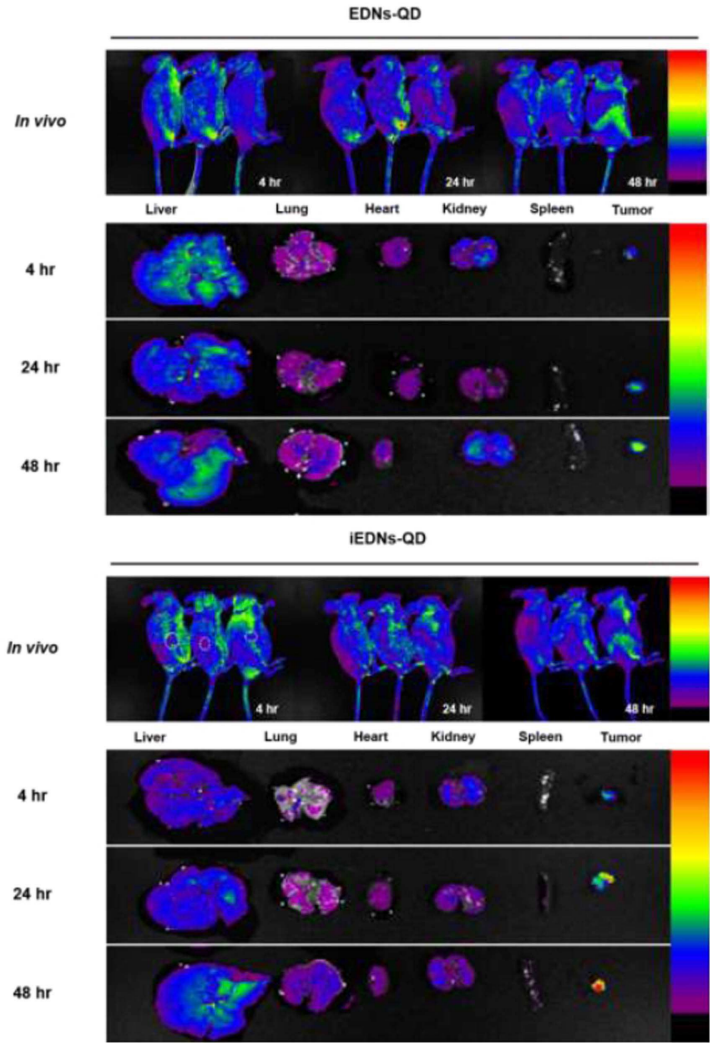 EDNs-QD
In vivo
4 hr 24 hr 48 hr
Liver Lung Heart Kidney Spleen Tumor
4 hr
24 hr
48 hr
iEDNs-QD
In vivo
4 hr 24 hr 48 hr
Liver Lung Heart Kidney Spleen Tumor
4 hr
24 hr
48 hr